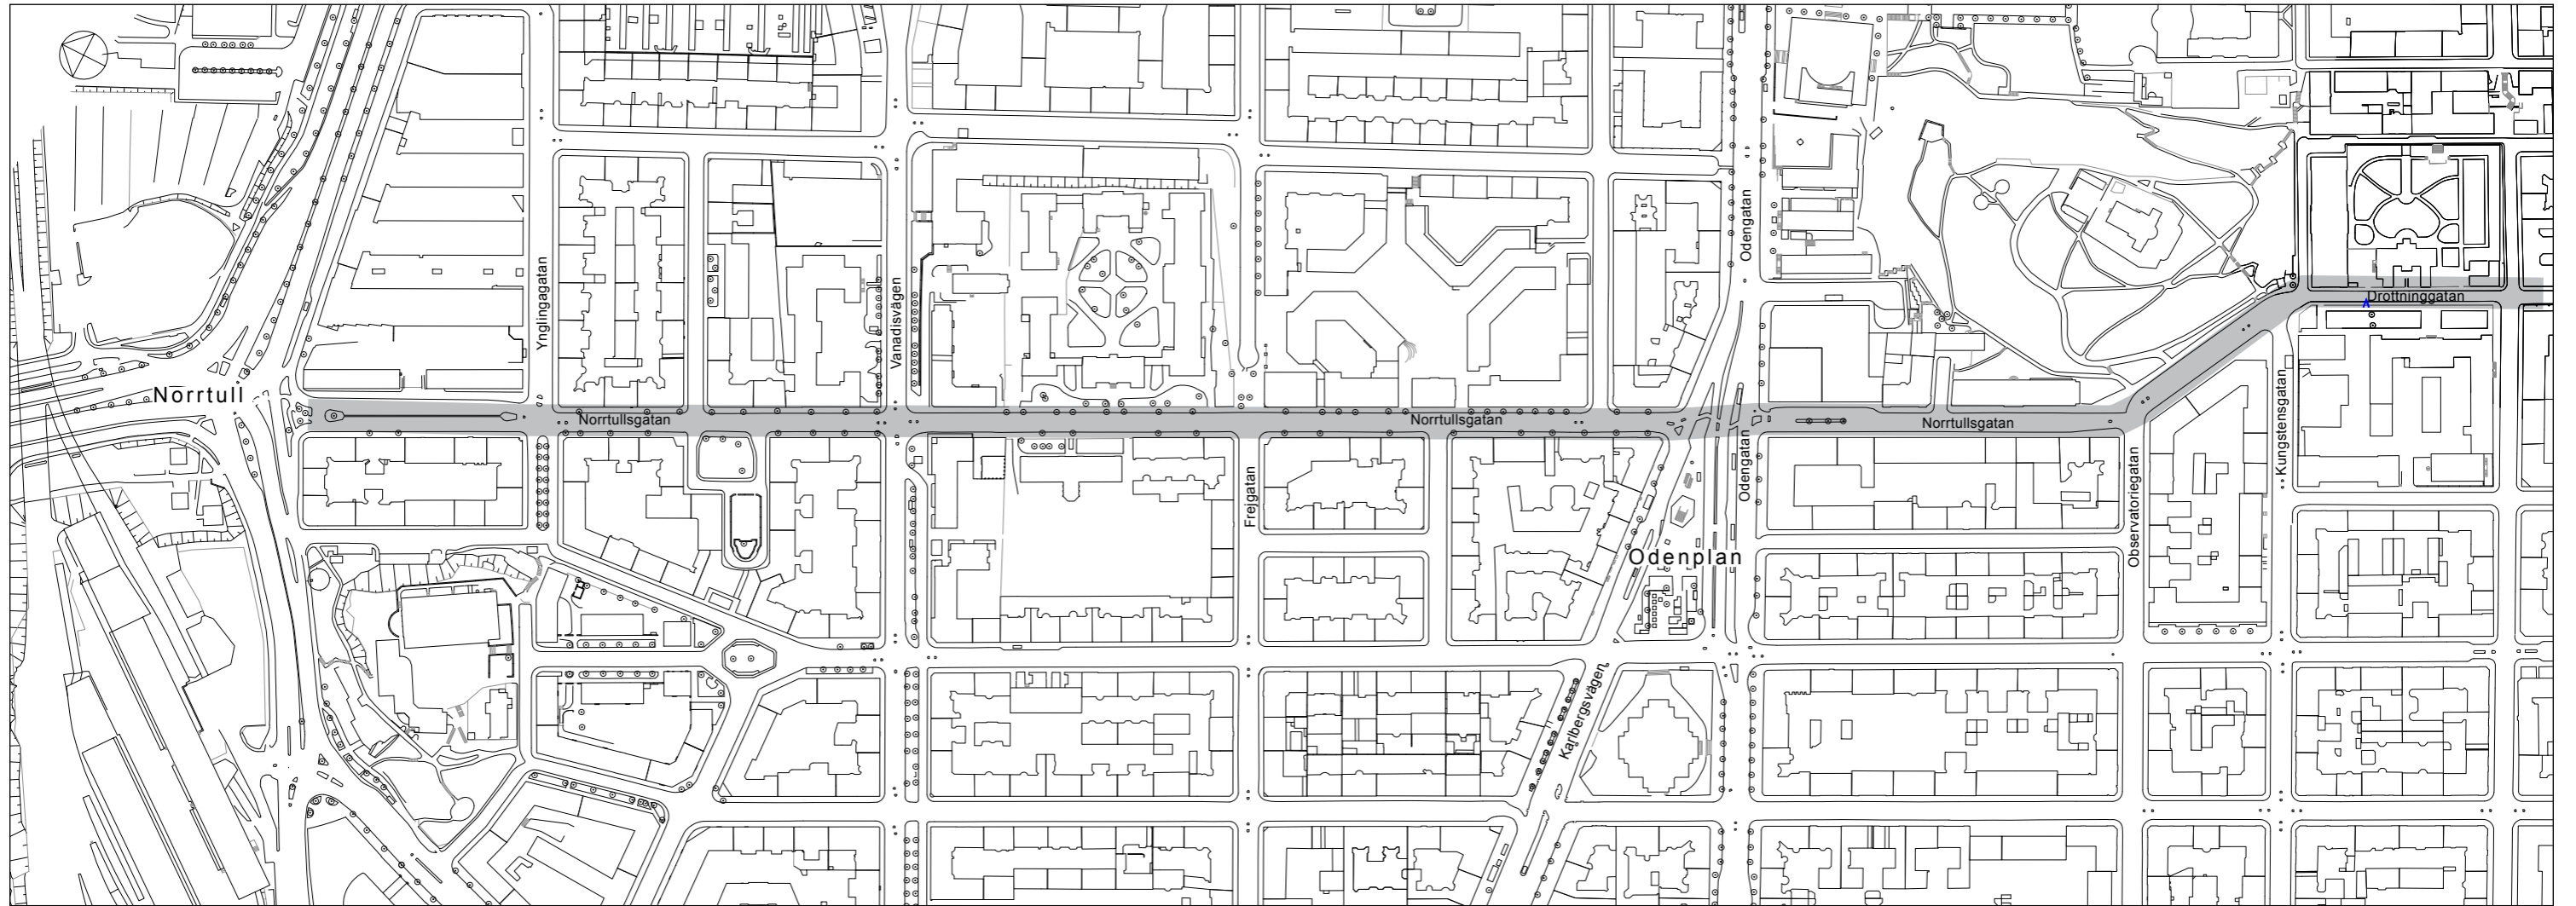 Odengatan
Ynglingagatan
Vanadisvägen
Drottninggatan
Norrtull
Norrtullsgatan
Norrtullsgatan
Norrtullsgatan
Kungstensgatan
Odengatan
Frejgatan
Observatoriegatan
Odenplan
Karlbergsvägen